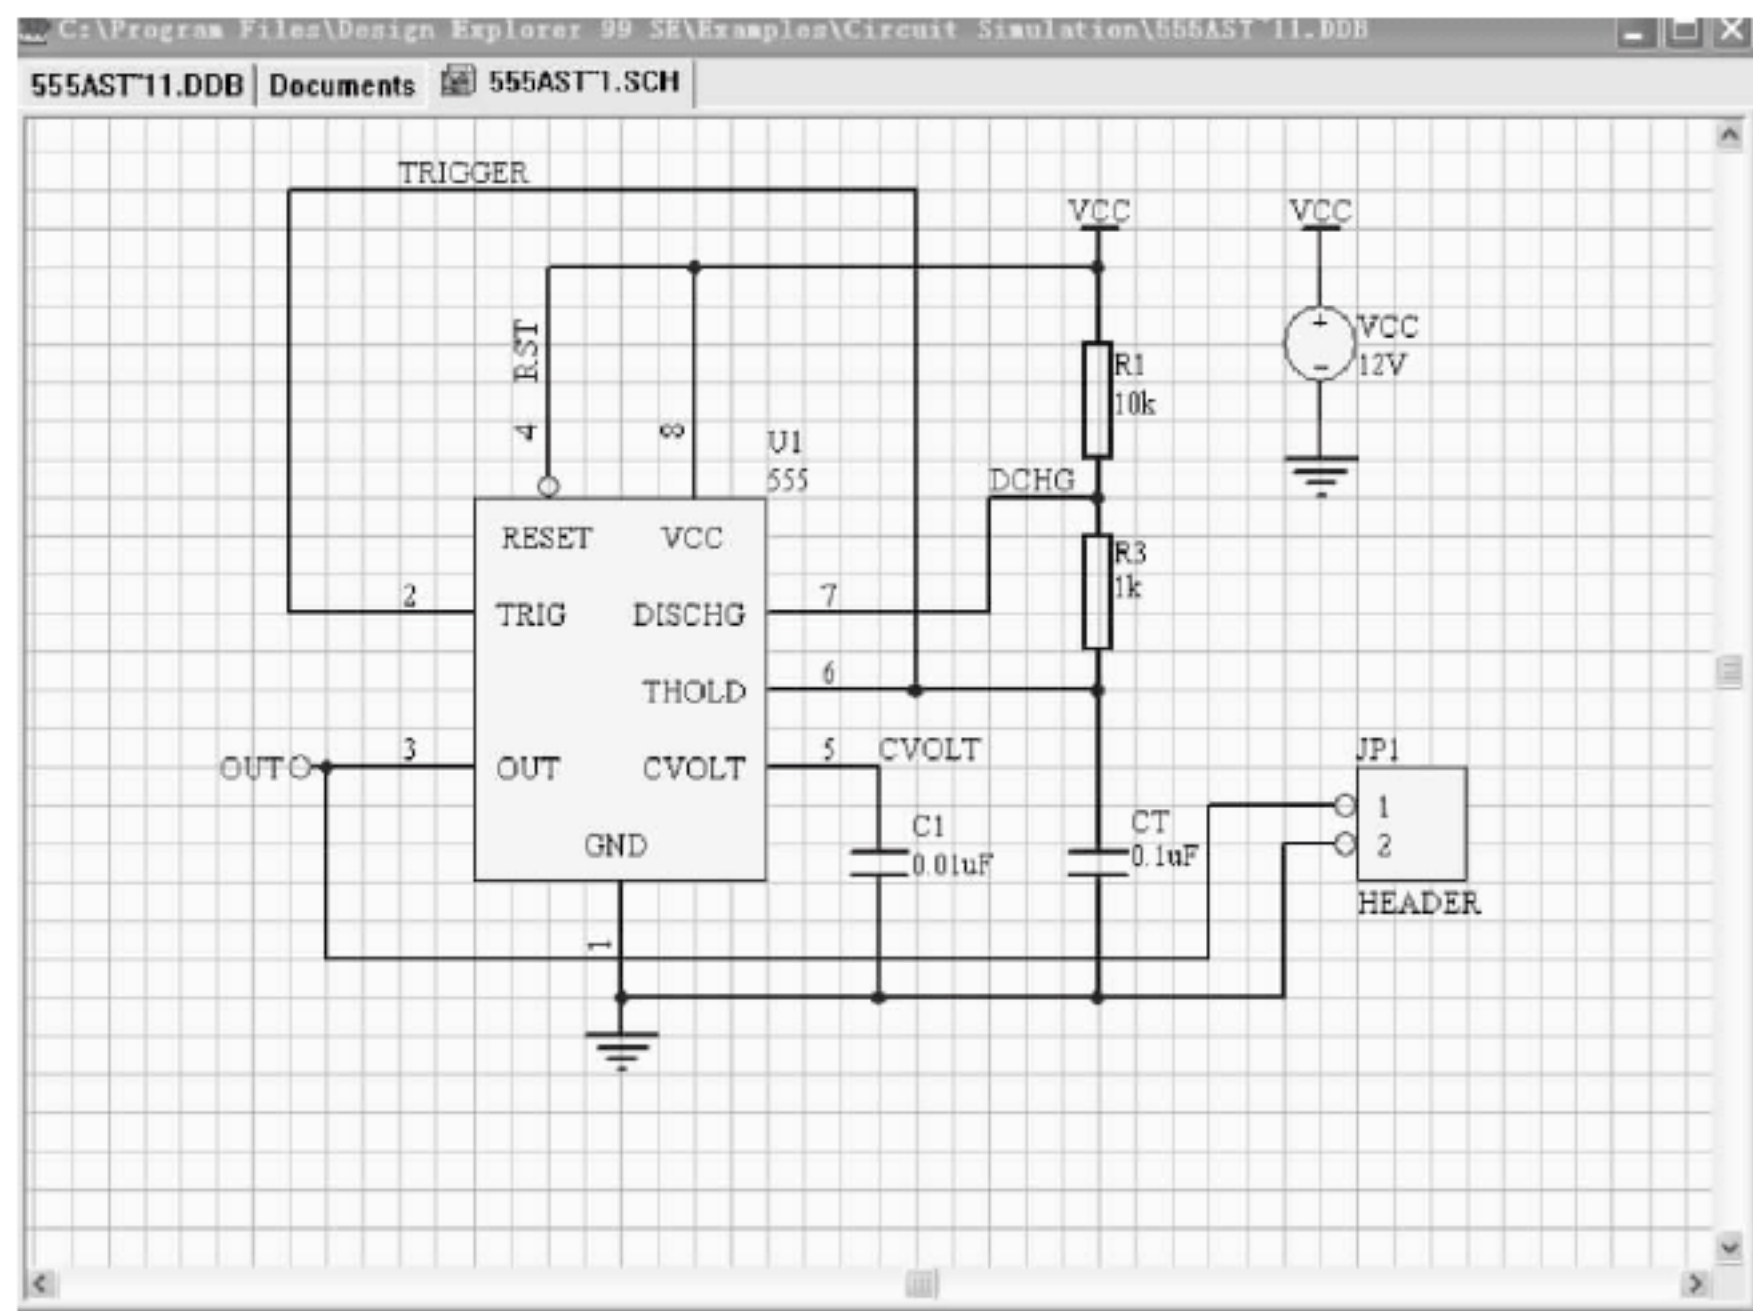 C:\Program Files\Design Explorer 99 SE\Examples\Circuit Simulation\555AST~11.DDB
555AST~11.DDB Documents 555AST~1.SCH
TRIGGER
VCC VCC
RST
4
8
VCC
12V
R1
10k
U1
555
DCHG
RESET VCC
R3
1k
2 TRIG DISCHG 7
THOLD 6
OUT 3 OUT CVOLT 5 CVOLT
JP1
1
2
HEADER
C1
0.01uF
CT
0.1uF
GND
1